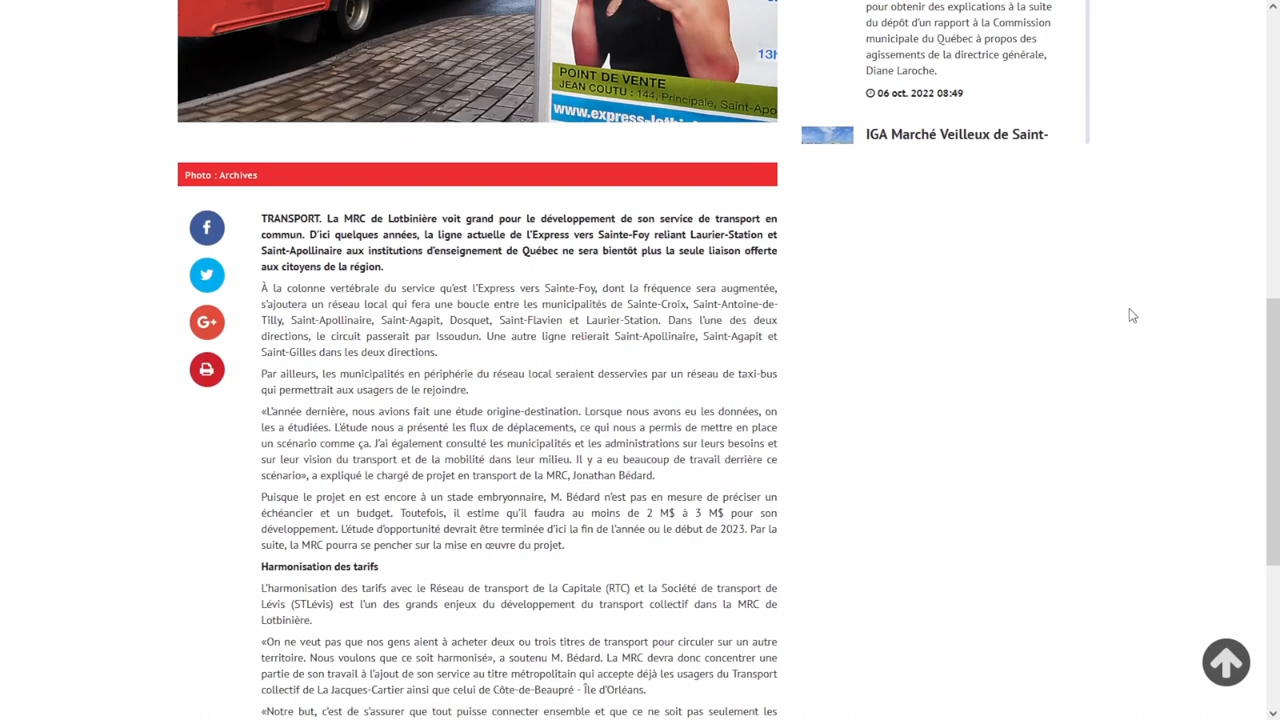 pour obtenir des explications à la suite
du dépôt d'un rapport à la Commission
municipale du Québec à propos des
agissements de la directrice générale,
Diane Laroche.
06 oct. 2022 08:49
IGA Marché Veilleux de Saint-
13h
POINT DE VENTE
JEAN COUTU : 144, Principale, Saint-Apo
www.express-lotbi
Photo : Archives
TRANSPORT. La MRC de Lotbinière voit grand pour le développement de son service de transport en
commun. D'ici quelques années, la ligne actuelle de l'Express vers Sainte-Foy reliant Laurier-Station et
Saint-Apollinaire aux institutions d'enseignement de Québec ne sera bientôt plus la seule liaison offerte
aux citoyens de la région.
À la colonne vertébrale du service qu'est l'Express vers Sainte-Foy, dont la fréquence sera augmentée,
s'ajoutera un réseau local qui fera une boucle entre les municipalités de Sainte-Croix, Saint-Antoine-de-
Tilly, Saint-Apollinaire, Saint-Agapit, Dosquet, Saint-Flavien et Laurier-Station. Dans l'une des deux
directions, le circuit passerait par Issoudun. Une autre ligne relierait Saint-Apollinaire, Saint-Agapit et
Saint-Gilles dans les deux directions.
Par ailleurs, les municipalités en périphérie du réseau local seraient desservies par un réseau de taxi-bus
qui permettrait aux usagers de le rejoindre.
«L'année dernière, nous avions fait une étude origine-destination. Lorsque nous avons eu les données, on
les a étudiées. L'étude nous a présenté les flux de déplacements, ce qui nous a permis de mettre en place
un scénario comme ça. J'ai également consulté les municipalités et les administrations sur leurs besoins et
sur leur vision du transport et de la mobilité dans leur milieu. Il y a eu beaucoup de travail derrière ce
scénario», a expliqué le chargé de projet en transport de la MRC, Jonathan Bédard.
Puisque le projet en est encore à un stade embryonnaire, M. Bédard n'est pas en mesure de préciser un
échéancier et un budget. Toutefois, il estime qu'il faudra au moins de 2 M$ à 3 M$ pour son
développement. L'étude d'opportunité devrait être terminée d'ici la fin de l'année ou le début de 2023. Par la
suite, la MRC pourra se pencher sur la mise en œuvre du projet.
Harmonisation des tarifs
L'harmonisation des tarifs avec le Réseau de transport de la Capitale (RTC) et la Société de transport de
Lévis (STLévis) est l'un des grands enjeux du développement du transport collectif dans la MRC de
Lotbinière.
«On ne veut pas que nos gens aient à acheter deux ou trois titres de transport pour circuler sur un autre
territoire. Nous voulons que ce soit harmonisé», a soutenu M. Bédard. La MRC devra donc concentrer une
partie de son travail à l'ajout de son service au titre métropolitain qui accepte déjà les usagers du Transport
collectif de La Jacques-Cartier ainsi que celui de Côte-de-Beaupré - Île d'Orléans.
«Notre but, c'est de s'assurer que tout puisse connecter ensemble et que ce ne soit pas seulement les